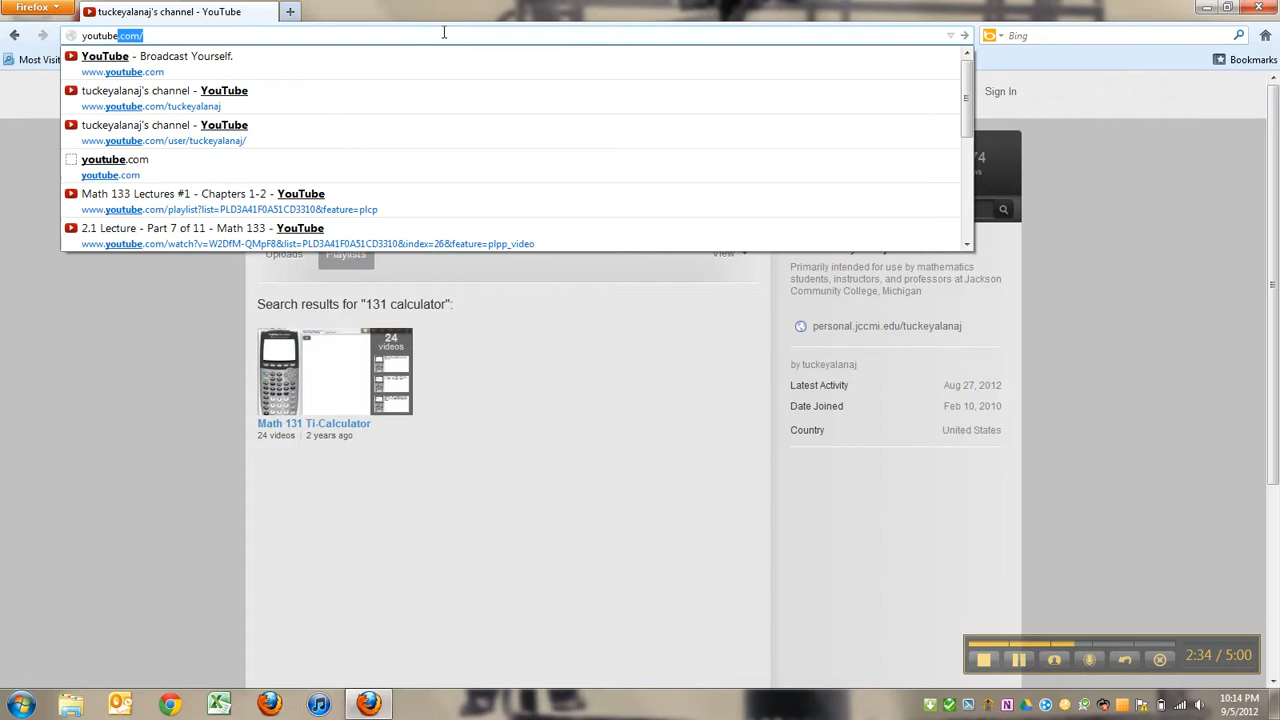 Firefox
tuckeyalanaj's channel - YouTube
youtube.com/
Bing
Most Visit
Bookmarks
YouTube - Broadcast Yourself.
www.youtube.com
tuckeyalanaj's channel - YouTube
www.youtube.com/tuckeyalanaj
tuckeyalanaj's channel - YouTube
www.youtube.com/user/tuckeyalanaj/
youtube.com
youtube.com
Math 133 Lectures #1 - Chapters 1-2 - YouTube
www.youtube.com/playlist?list=PLD3A41F0A51CD3310&feature=plcp
2.1 Lecture - Part 7 of 11 - Math 133 - YouTube
www.youtube.com/watch?v=W2DfM-QMpF8&list=PLD3A41F0A51CD3310&index=26&feature=plpp_video
Sign In
74
Uploads
Playlists
View
Search results for "131 calculator":
24
videos
Math 131 Ti-Calculator
24 videos
2 years ago
Primarily intended for use by mathematics
students, instructors, and professors at Jackson
Community College, Michigan
personal.jccmi.edu/tuckeyalanaj
by tuckeyalanaj
Latest Activity
Aug 27, 2012
Date Joined
Feb 10, 2010
Country
United States
2:34 / 5:00
10:14 PM
9/5/2012